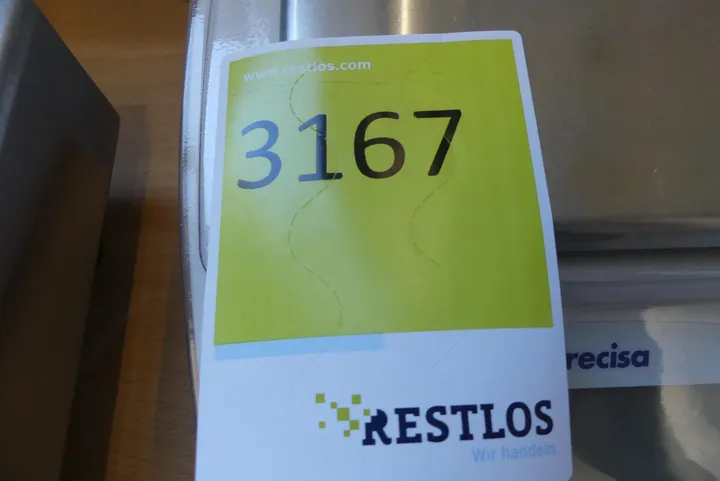 www.restlos.com
3167
recisa
RESTLOS
Wir handeln.